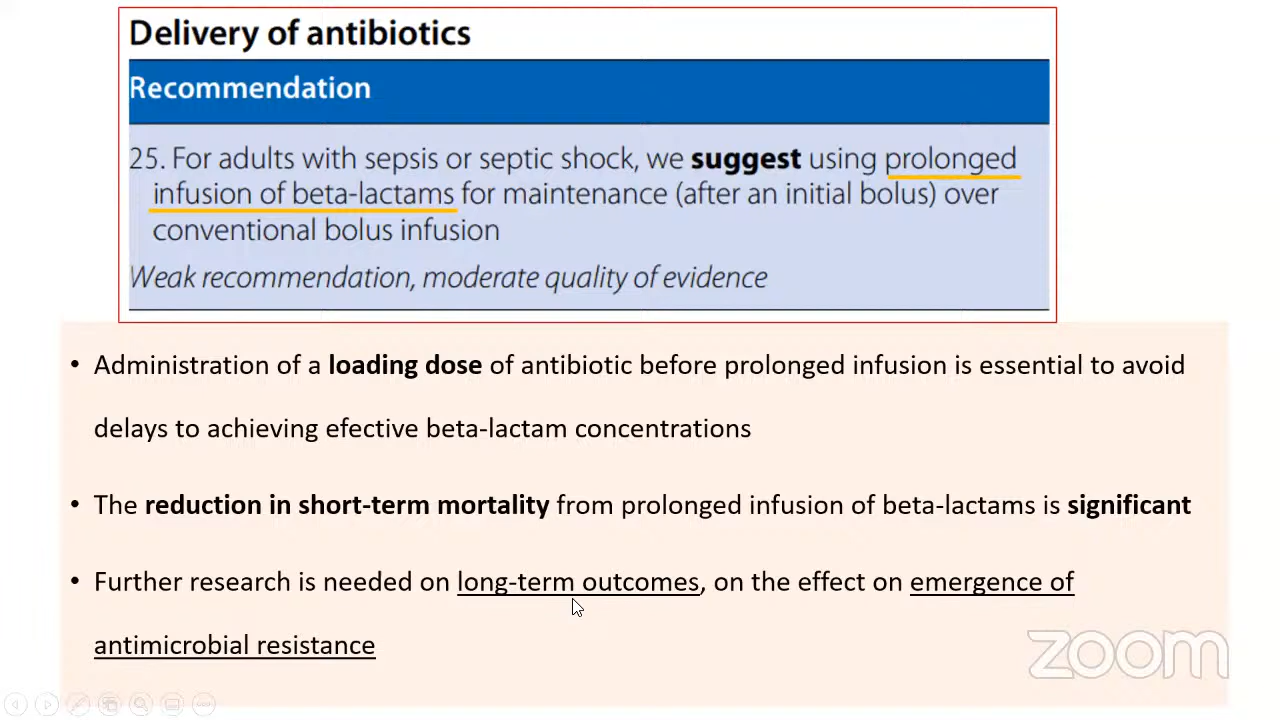 Delivery of antibiotics
Recommendation
25. For adults with sepsis or septic shock, we suggest using prolonged
infusion of beta-lactams for maintenance (after an initial bolus) over
conventional bolus infusion
Weak recommendation, moderate quality of evidence
• Administration of a loading dose of antibiotic before prolonged infusion is essential to avoid
delays to achieving efective beta-lactam concentrations
• The reduction in short-term mortality from prolonged infusion of beta-lactams is significant
• Further research is needed on long-term outcomes, on the effect on emergence of
antimicrobial resistance
zoom